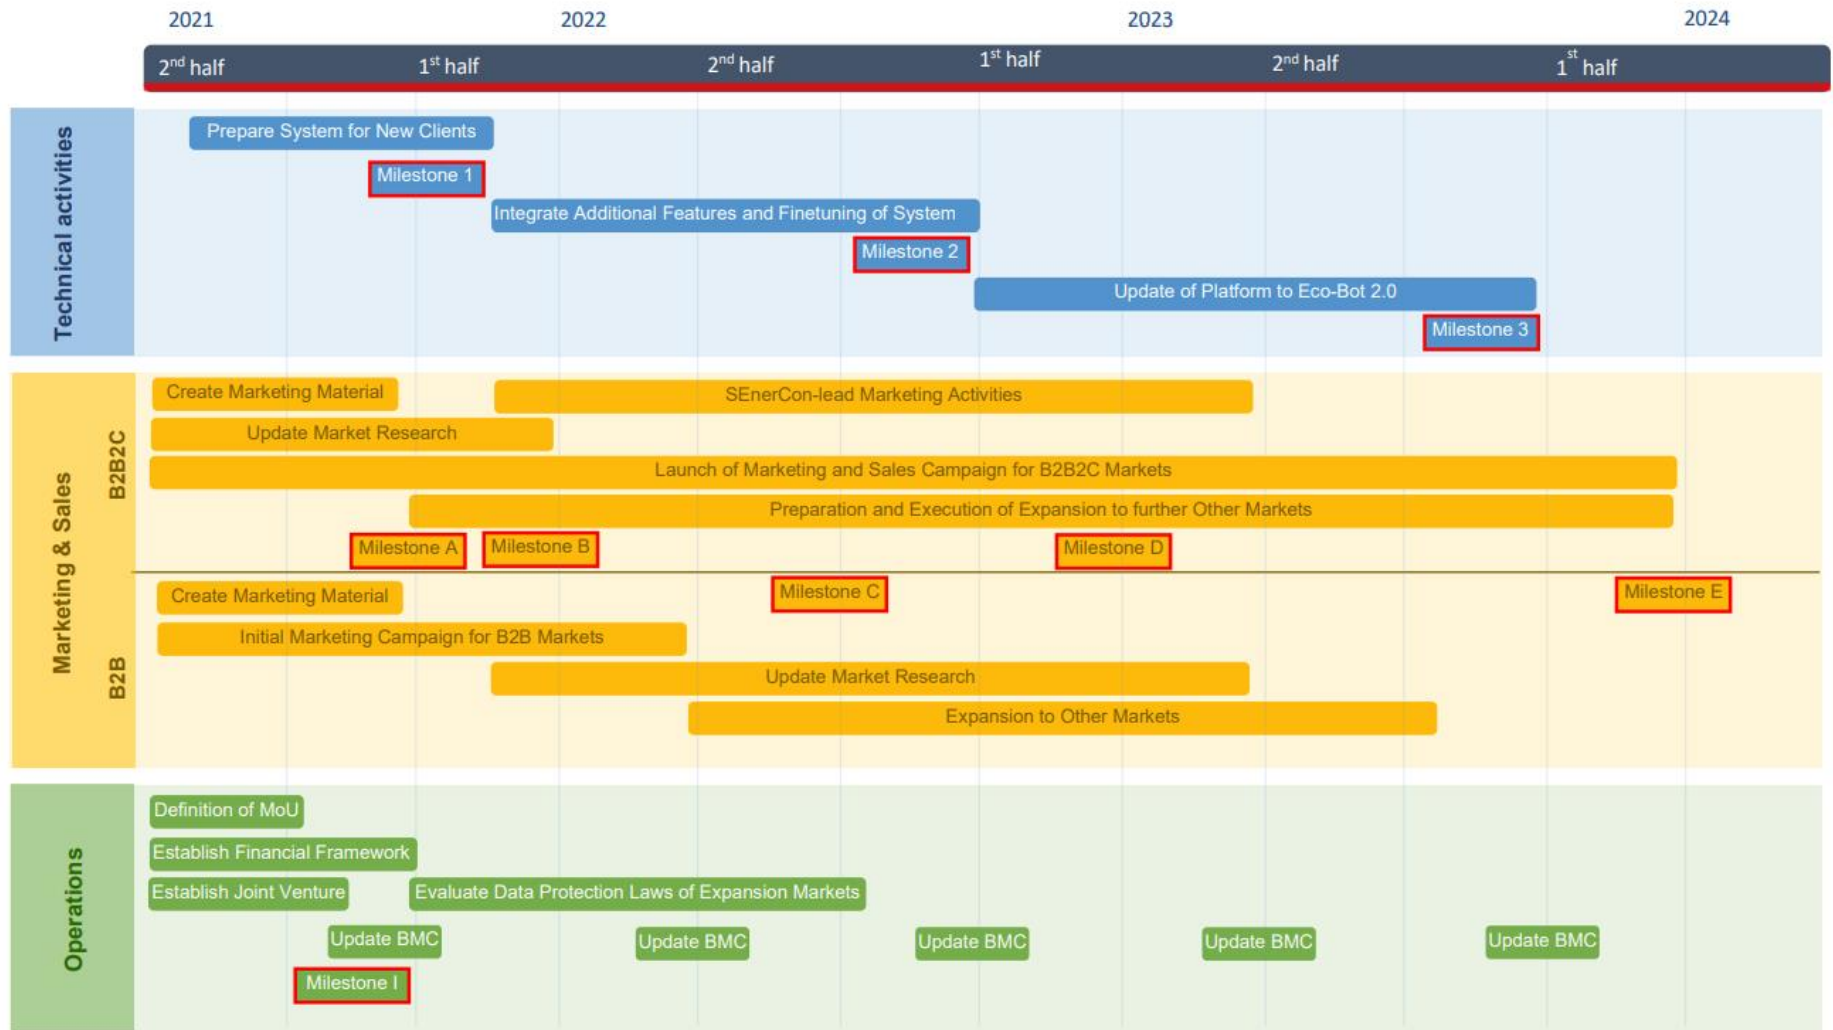 2021 2022 2023 2024
2nd half 1st half 2nd half 1st half 2nd half 1st half
Technical activities
Prepare System for New Clients
Milestone 1
Integrate Additional Features and Finetuning of System
Milestone 2
Update of Platform to Eco-Bot 2.0
Milestone 3
Marketing & Sales
B2B2C
Create Marketing Material
SEnerCon-lead Marketing Activities
Update Market Research
Launch of Marketing and Sales Campaign for B2B2C Markets
Preparation and Execution of Expansion to further Other Markets
Milestone A
Milestone B
Milestone D
B2B
Create Marketing Material
Milestone C
Milestone E
Initial Marketing Campaign for B2B Markets
Update Market Research
Expansion to Other Markets
Operations
Definition of MoU
Establish Financial Framework
Establish Joint Venture
Evaluate Data Protection Laws of Expansion Markets
Update BMC
Update BMC
Update BMC
Update BMC
Update BMC
Milestone I